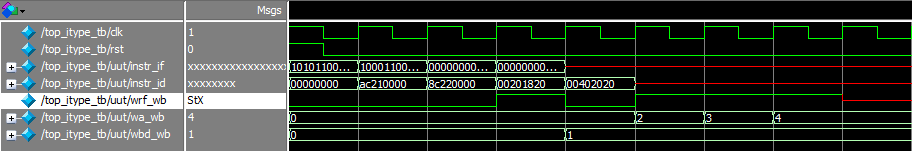 Msgs
/top_itype_tb/clk 1
/top_itype_tb/rst 0
/top_itype_tb/uut/instr_if xxxxxxxxxxxxxxxx 10101100... 10001100... 00000000... 00000000...
/top_itype_tb/uut/instr_id xxxxxxxx 00000000 ac210000 8c220000 00201820 00402020
/top_itype_tb/uut/wrf_wb StX
/top_itype_tb/uut/wa_wb 4 0 2 3 4
/top_itype_tb/uut/wbd_wb 1 0 1